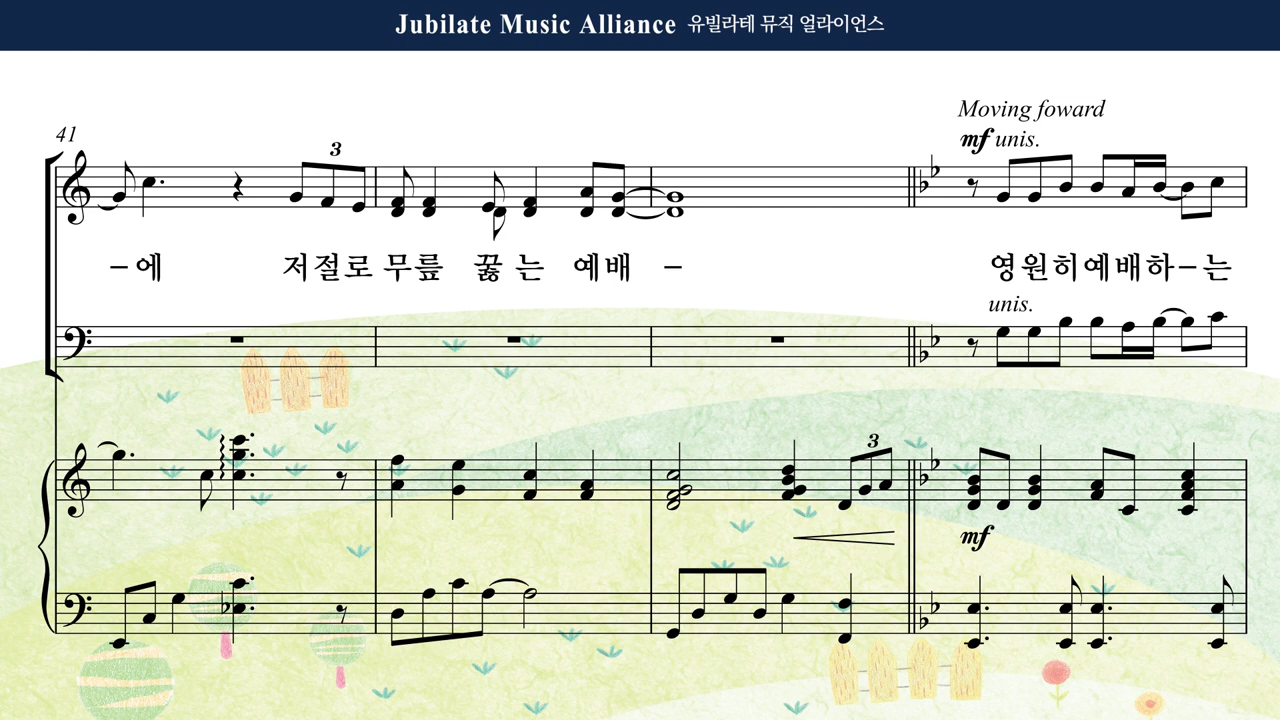 Jubilate Music Alliance 유빌라테 뮤직 얼라이언스
Moving foward
41
mf unis.
3
-에 저절로 무릎 꿇 는 예배 - 영원히예배하-는
unis.
3
mf